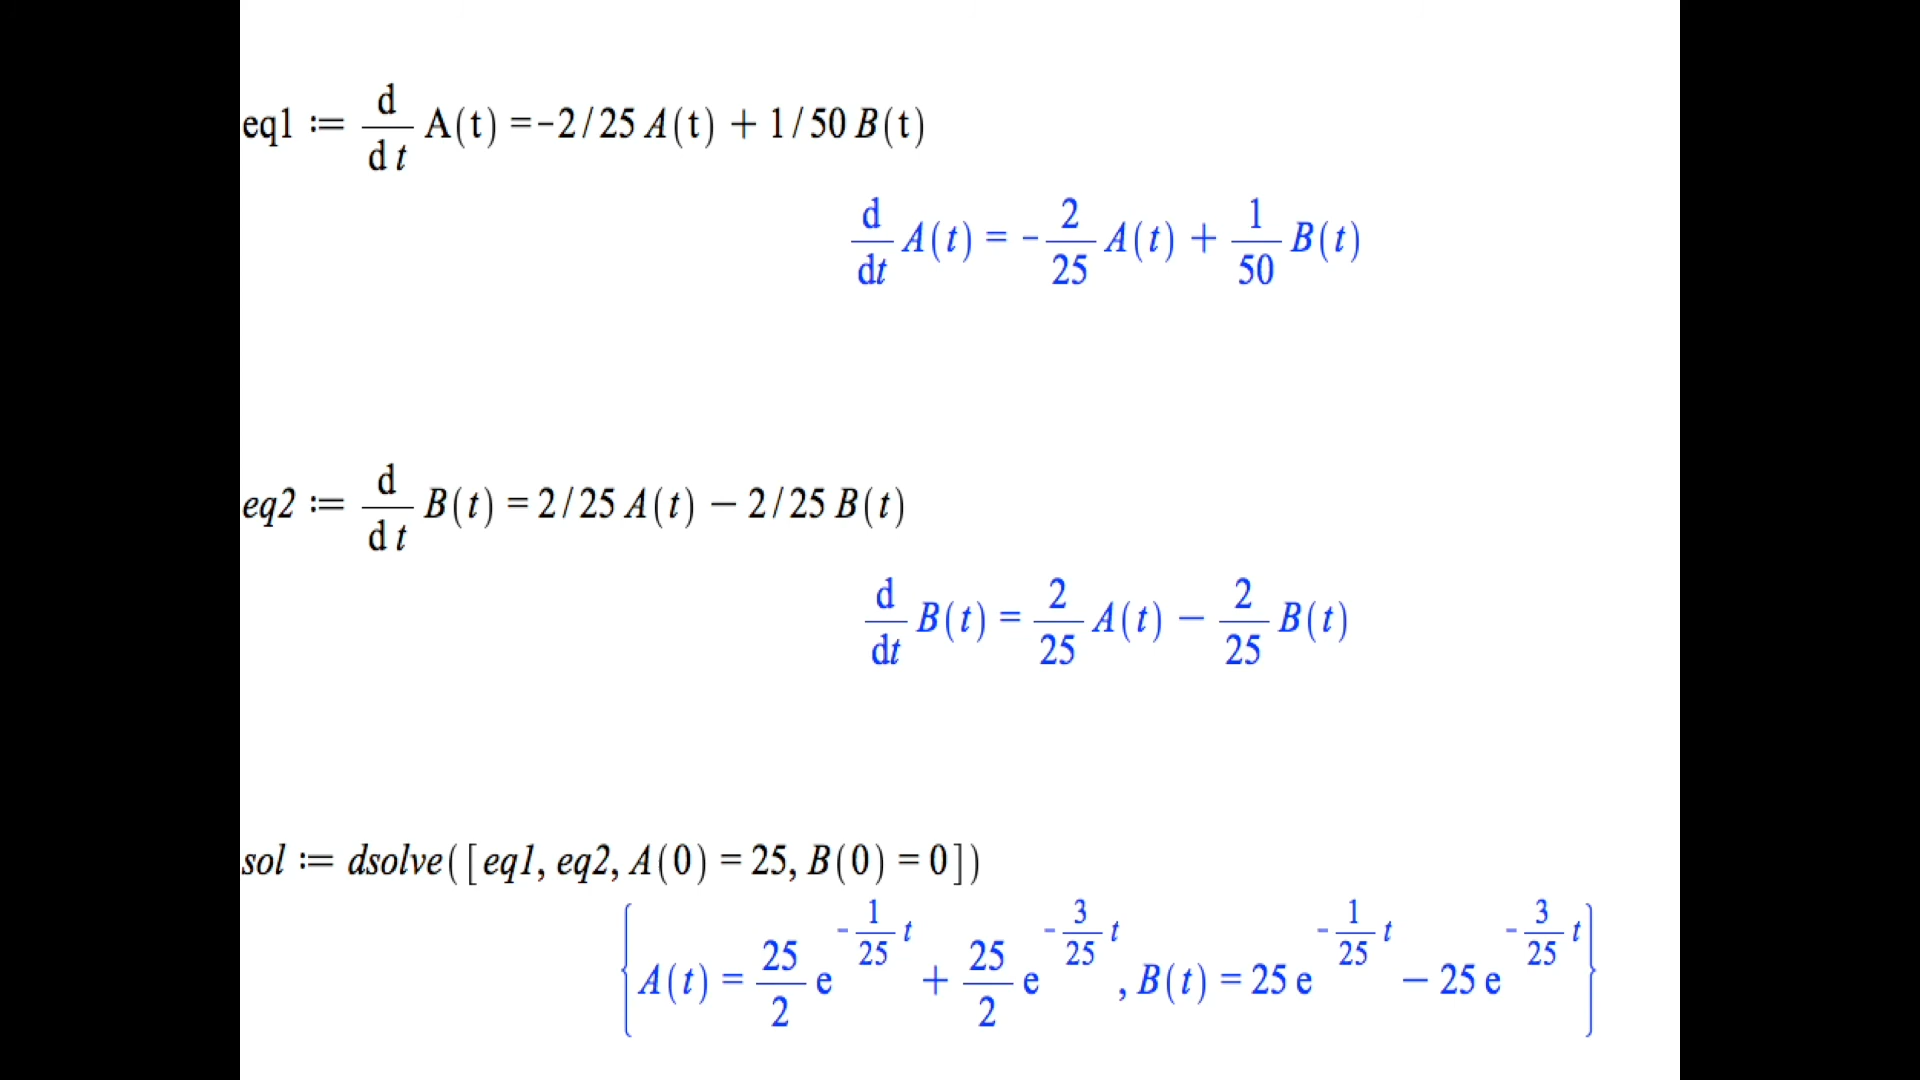 eq1 := d/dt A(t) = -2/25 A(t) + 1/50 B(t)
d/dt A(t) = - 2/25 A(t) + 1/50 B(t)
eq2 := d/dt B(t) = 2/25 A(t) − 2/25 B(t)
d/dt B(t) = 2/25 A(t) − 2/25 B(t)
sol := dsolve([eq1, eq2, A(0) = 25, B(0) = 0])
{A(t) = 25/2 e^(- 1/25 t) + 25/2 e^(- 3/25 t), B(t) = 25 e^(- 1/25 t) − 25 e^(- 3/25 t)}